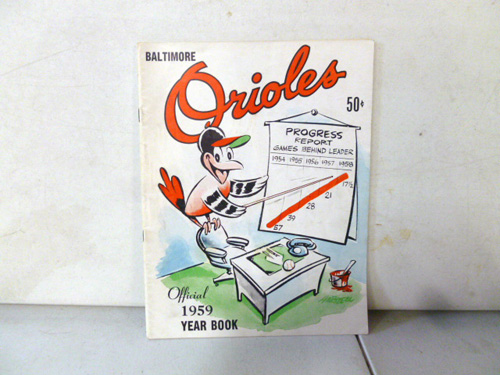 BALTIMORE
Orioles
50¢
PROGRESS
REPORT
GAMES BEHIND LEADER
1954 1955 1956 1957 1958
17½
21
28
39
57
Official
1959
YEAR BOOK